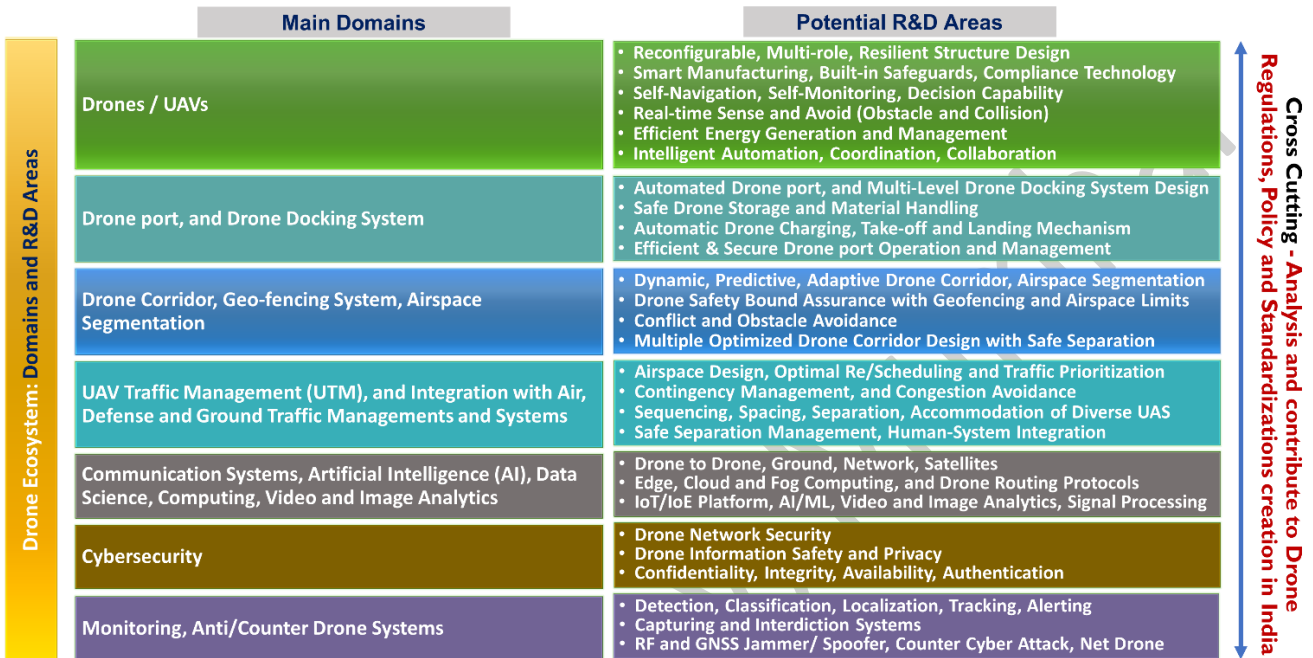 Main Domains
Potential R&D Areas
Drone Ecosystem: Domains and R&D Areas
Drones / UAVs
• Reconfigurable, Multi-role, Resilient Structure Design
• Smart Manufacturing, Built-in Safeguards, Compliance Technology
• Self-Navigation, Self-Monitoring, Decision Capability
• Real-time Sense and Avoid (Obstacle and Collision)
• Efficient Energy Generation and Management
• Intelligent Automation, Coordination, Collaboration
Drone port, and Drone Docking System
• Automated Drone port, and Multi-Level Drone Docking System Design
• Safe Drone Storage and Material Handling
• Automatic Drone Charging, Take-off and Landing Mechanism
• Efficient & Secure Drone port Operation and Management
Drone Corridor, Geo-fencing System, Airspace
Segmentation
• Dynamic, Predictive, Adaptive Drone Corridor, Airspace Segmentation
• Drone Safety Bound Assurance with Geofencing and Airspace Limits
• Conflict and Obstacle Avoidance
• Multiple Optimized Drone Corridor Design with Safe Separation
UAV Traffic Management (UTM), and Integration with Air,
Defense and Ground Traffic Managements and Systems
• Airspace Design, Optimal Re/Scheduling and Traffic Prioritization
• Contingency Management, and Congestion Avoidance
• Sequencing, Spacing, Separation, Accommodation of Diverse UAS
• Safe Separation Management, Human-System Integration
Communication Systems, Artificial Intelligence (AI), Data
Science, Computing, Video and Image Analytics
• Drone to Drone, Ground, Network, Satellites
• Edge, Cloud and Fog Computing, and Drone Routing Protocols
• IoT/IoE Platform, AI/ML, Video and Image Analytics, Signal Processing
Cybersecurity
• Drone Network Security
• Drone Information Safety and Privacy
• Confidentiality, Integrity, Availability, Authentication
Monitoring, Anti/Counter Drone Systems
• Detection, Classification, Localization, Tracking, Alerting
• Capturing and Interdiction Systems
• RF and GNSS Jammer/ Spoofer, Counter Cyber Attack, Net Drone
Cross Cutting - Analysis and contribute to Drone
Regulations, Policy and Standardizations creation in India